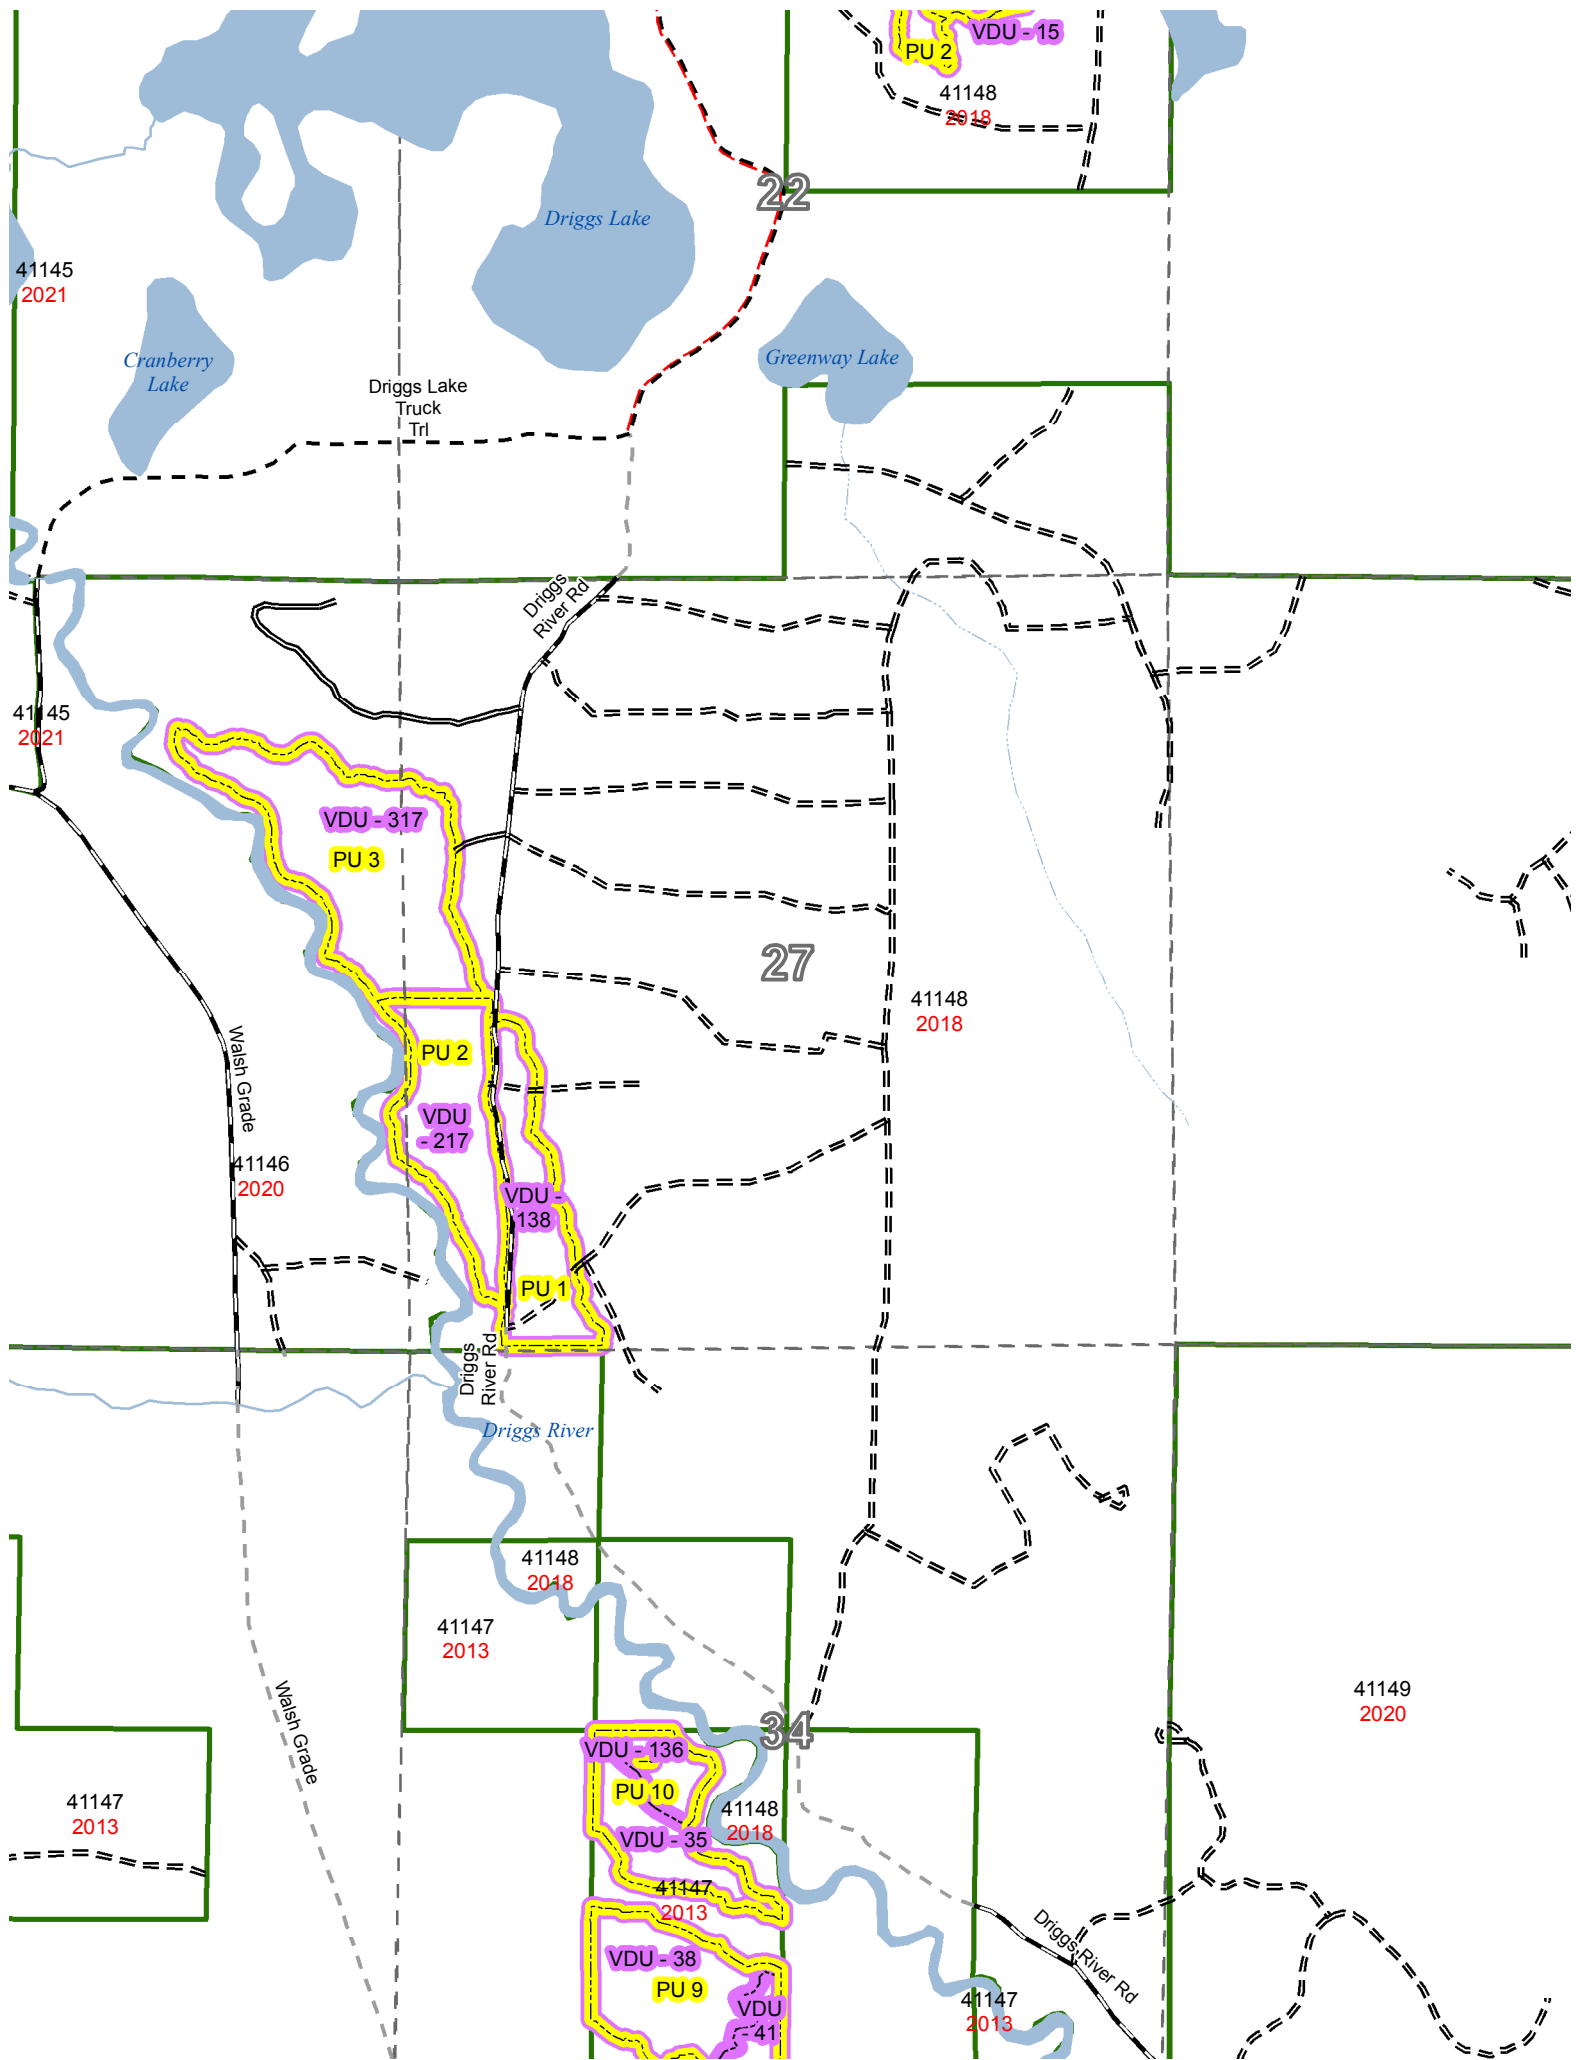 VDU - 15
PU 2
41148
2018
22
Driggs Lake
41145
2021
Cranberry
Lake
Greenway Lake
Driggs Lake
Truck
Trl
Driggs
River Rd
41145
2021
VDU - 317
PU 3
27
41148
2018
Walsh Grade
PU 2
VDU
- 217
41146
2020
VDU -
138
PU 1
Driggs
River Rd
Driggs River
41148
2018
41147
2013
Walsh Grade
41149
2020
34
VDU - 136
PU 10
41147
2013
41148
2018
VDU - 35
41147
2013
Driggs River Rd
VDU - 38
PU 9
VDU
- 41
41147
2013